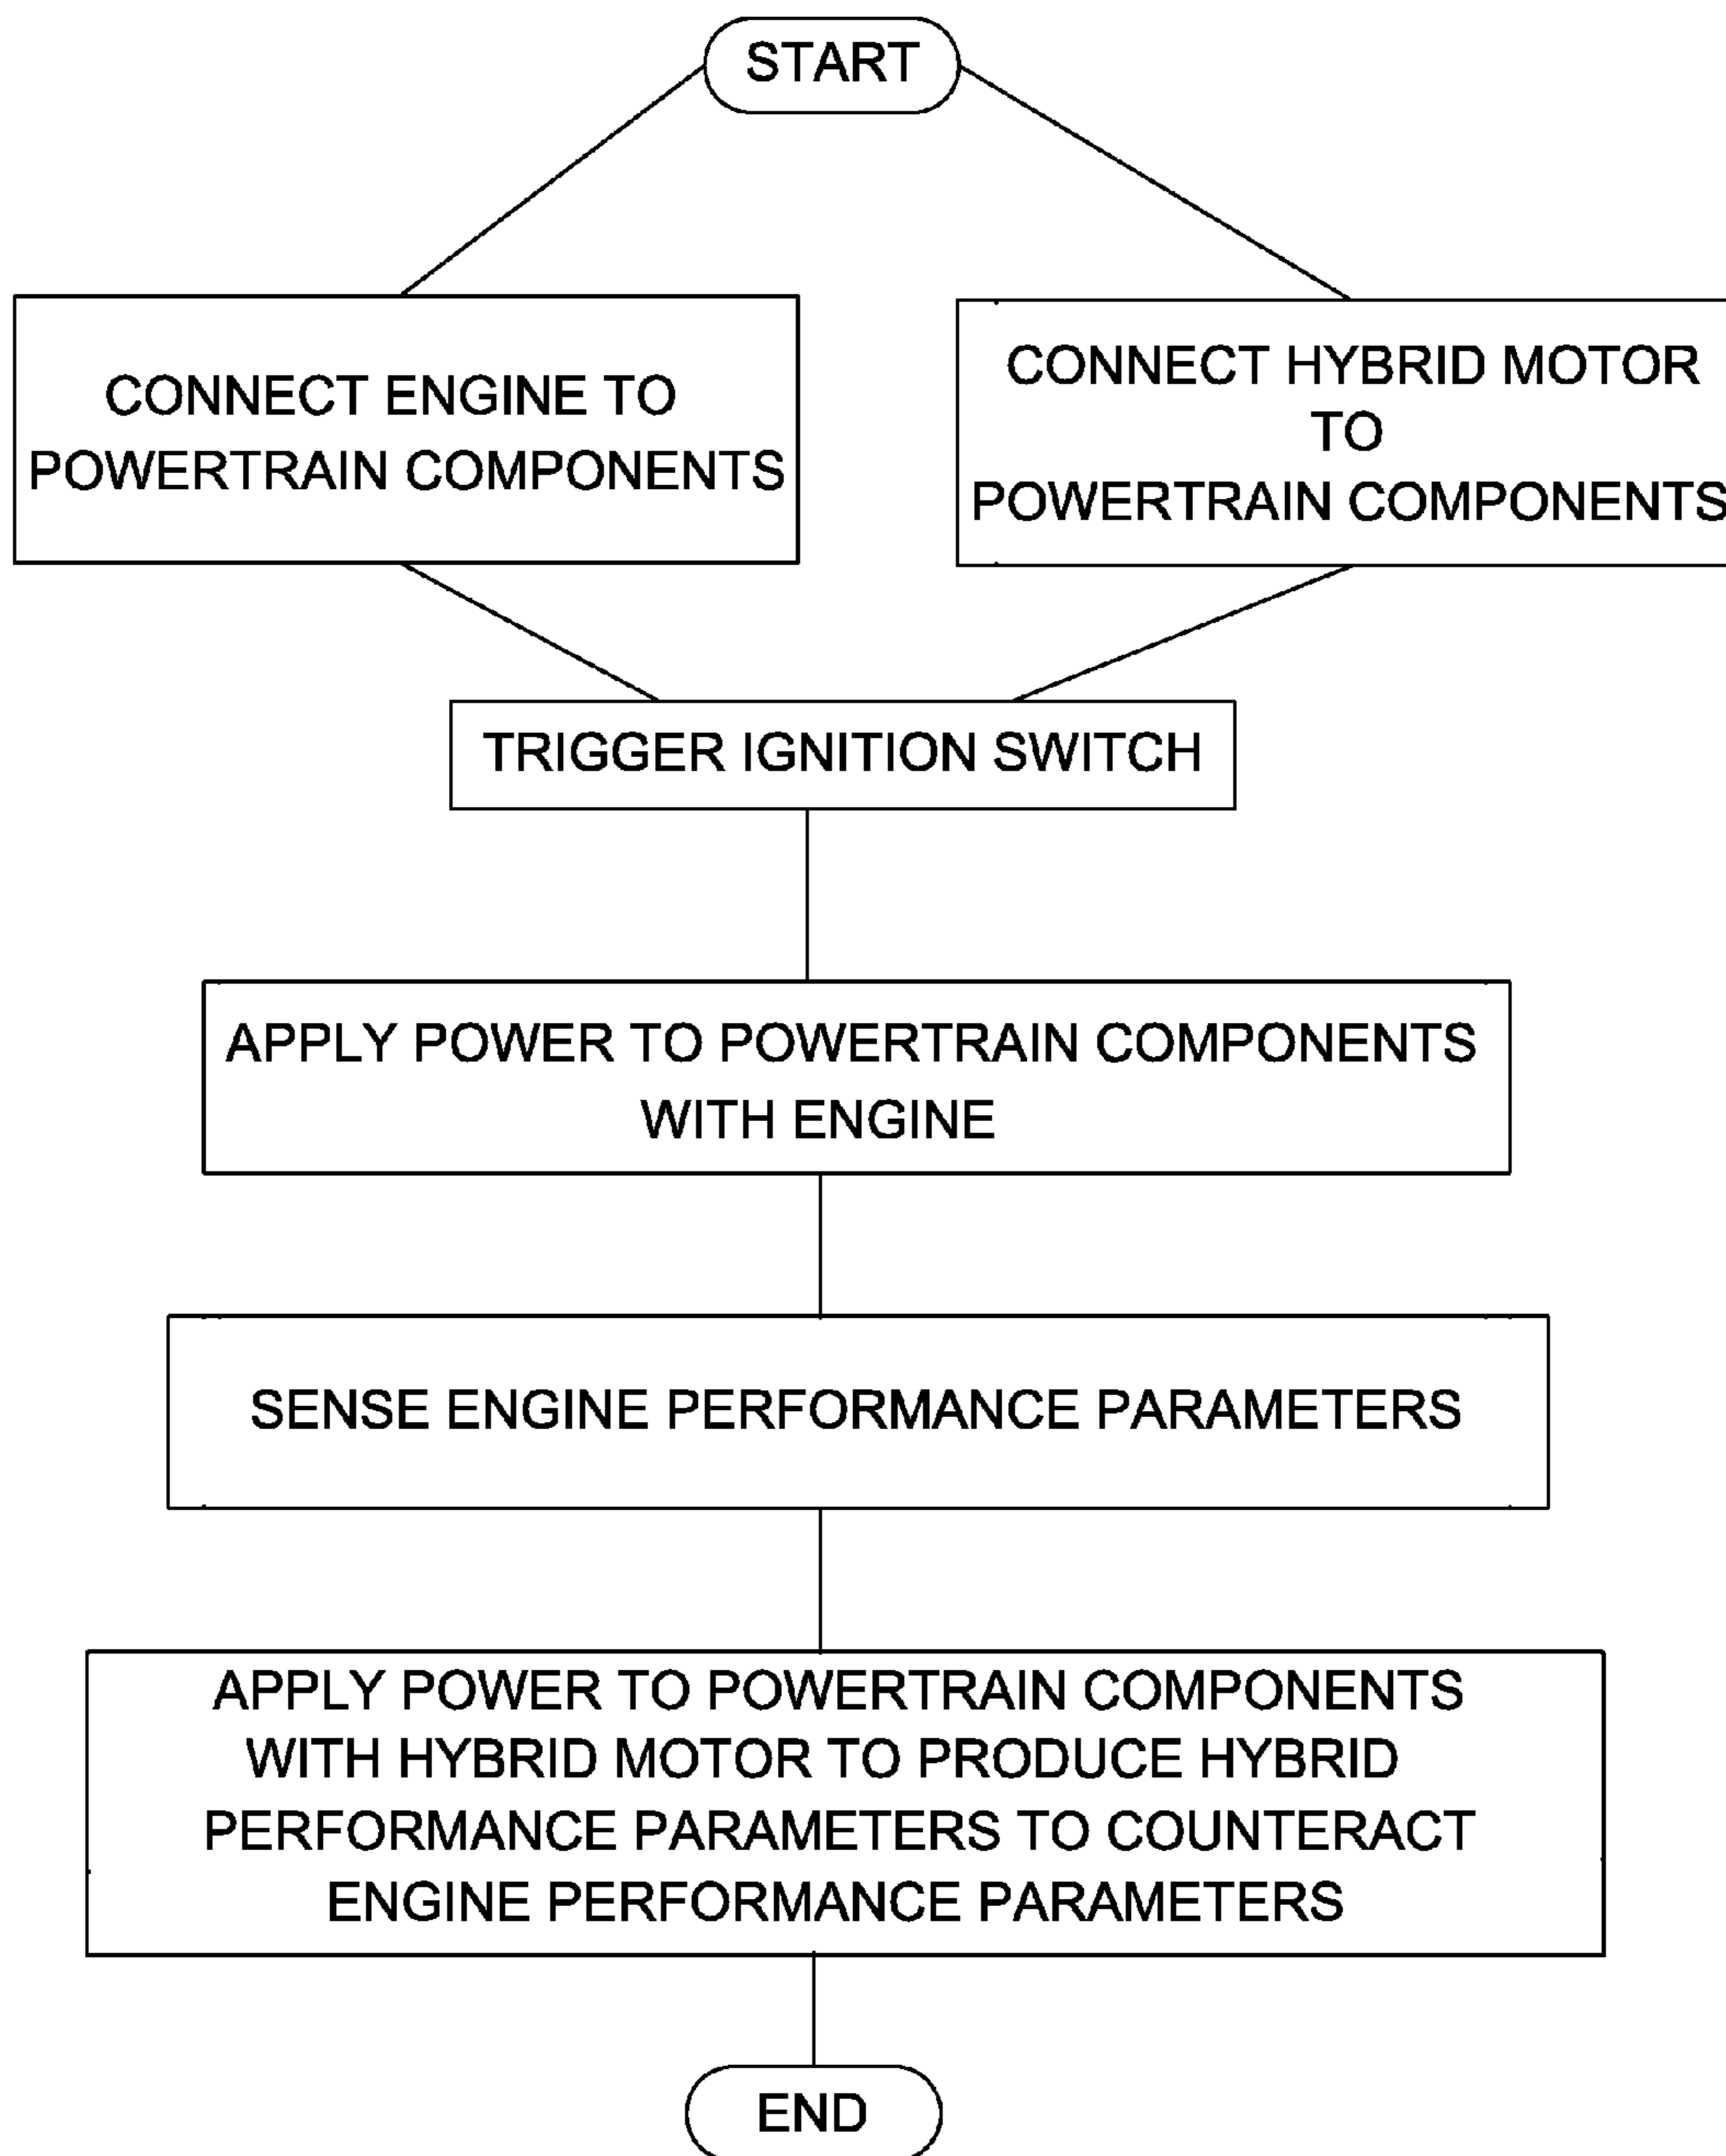 START
CONNECT ENGINE TO
POWERTRAIN COMPONENTS
CONNECT HYBRID MOTOR
TO
POWERTRAIN COMPONENTS
TRIGGER IGNITION SWITCH
APPLY POWER TO POWERTRAIN COMPONENTS
WITH ENGINE
SENSE ENGINE PERFORMANCE PARAMETERS
APPLY POWER TO POWERTRAIN COMPONENTS
WITH HYBRID MOTOR TO PRODUCE HYBRID
PERFORMANCE PARAMETERS TO COUNTERACT
ENGINE PERFORMANCE PARAMETERS
END